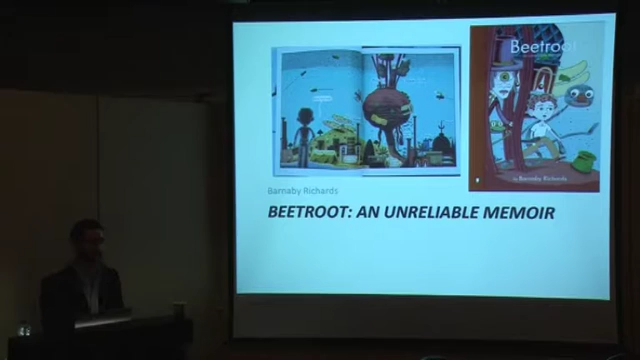 Beetroot
by Barnaby Richards
Barnaby Richards
BEETROOT: AN UNRELIABLE MEMOIR